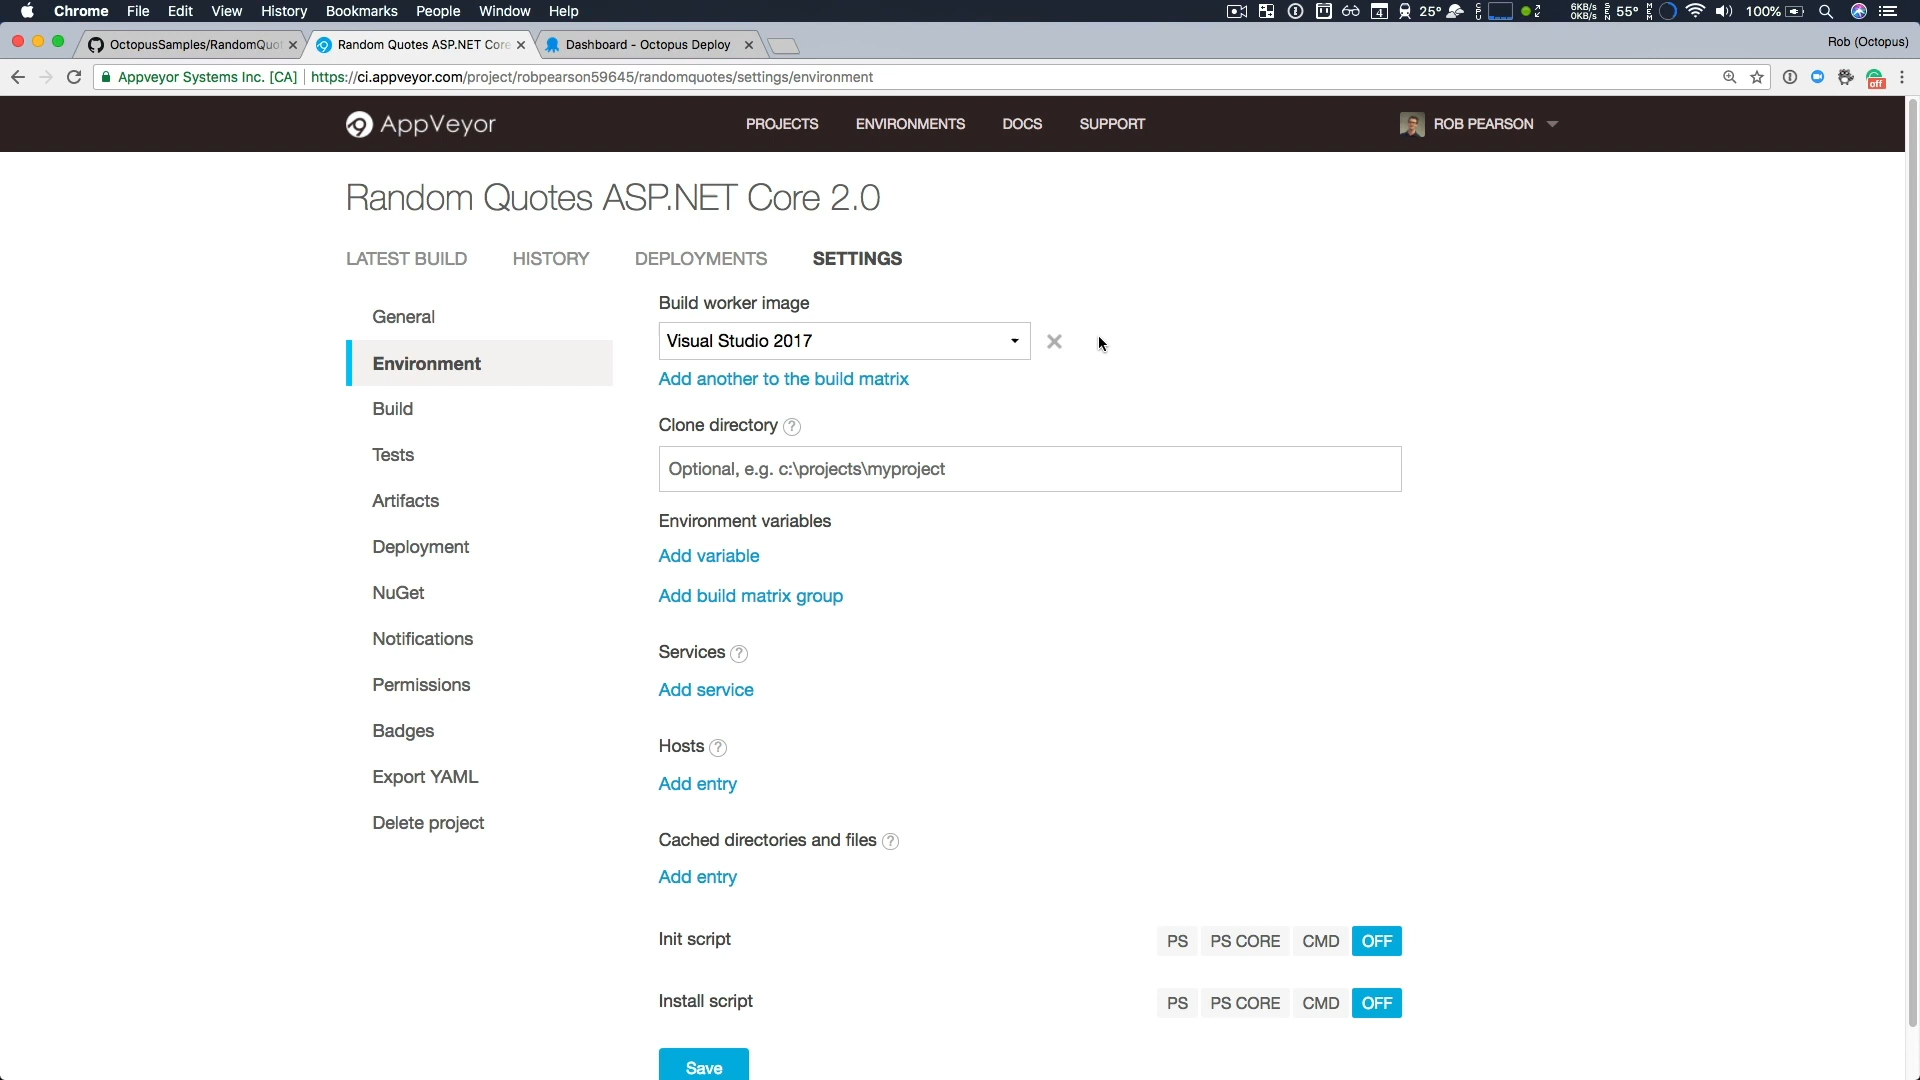 Chrome File Edit View History Bookmarks People Window Help 25° 6KB/s 0KB/s 55° 100%
OctopusSamples/RandomQuot Random Quotes ASP.NET Core Dashboard - Octopus Deploy Rob (Octopus)
Appveyor Systems Inc. [CA] https://ci.appveyor.com/project/robpearson59645/randomquotes/settings/environment off
AppVeyor PROJECTS ENVIRONMENTS DOCS SUPPORT ROB PEARSON
Random Quotes ASP.NET Core 2.0
LATEST BUILD HISTORY DEPLOYMENTS SETTINGS
General
Environment
Build
Tests
Artifacts
Deployment
NuGet
Notifications
Permissions
Badges
Export YAML
Delete project
Build worker image
Visual Studio 2017
Add another to the build matrix
Clone directory ?
Optional, e.g. c:\projects\myproject
Environment variables
Add variable
Add build matrix group
Services ?
Add service
Hosts ?
Add entry
Cached directories and files ?
Add entry
Init script PS PS CORE CMD OFF
Install script PS PS CORE CMD OFF
Save